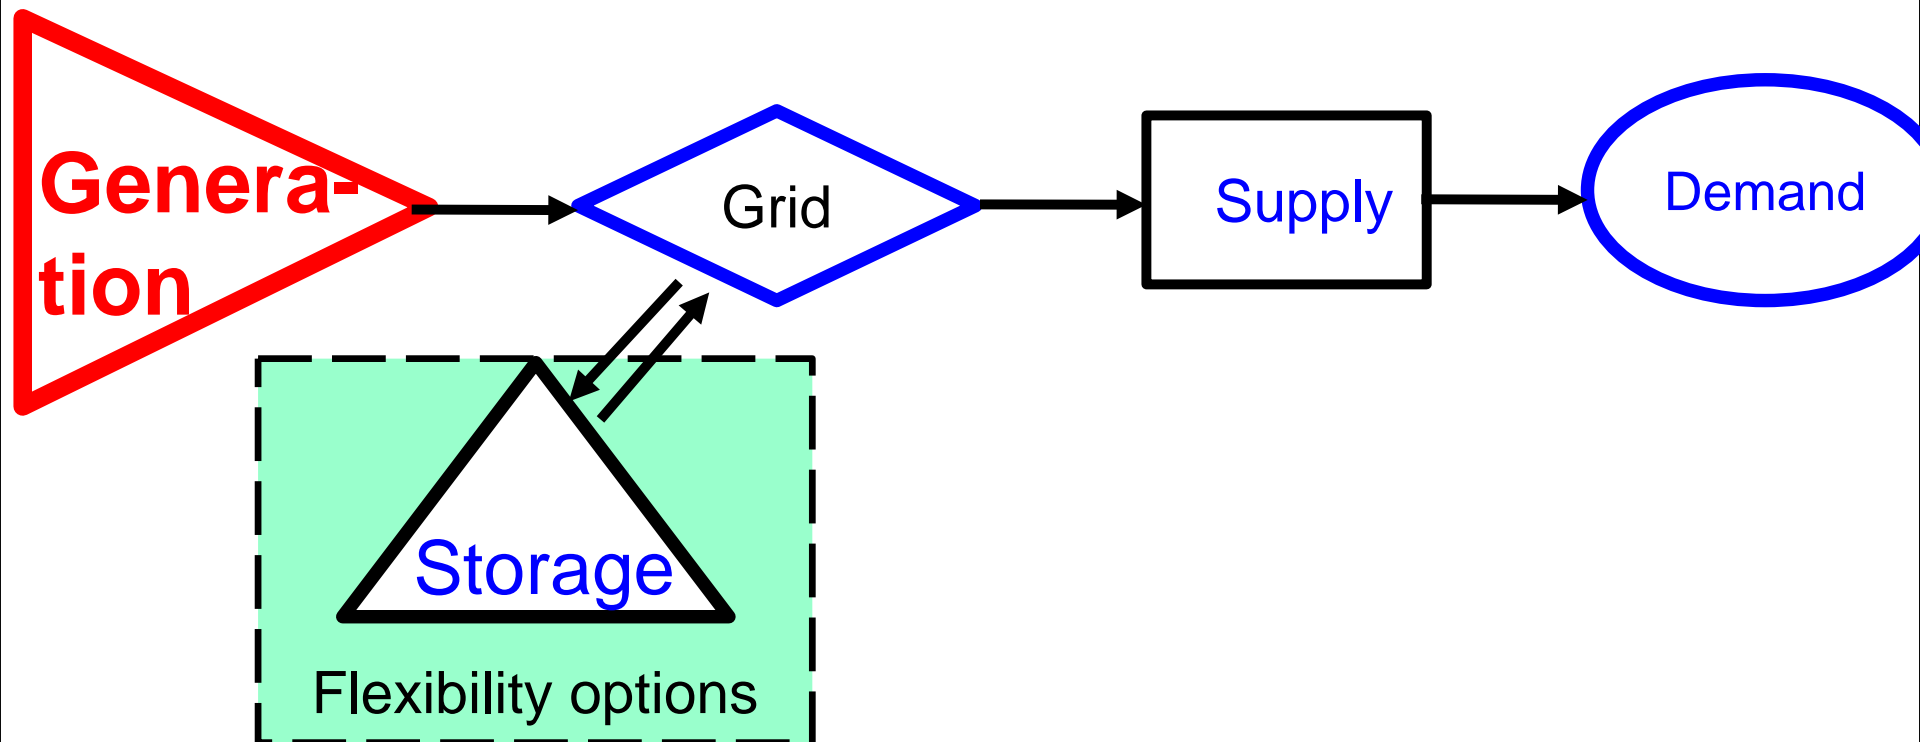 Genera-
tion
Grid
Supply
Demand
Storage
Flexibility options